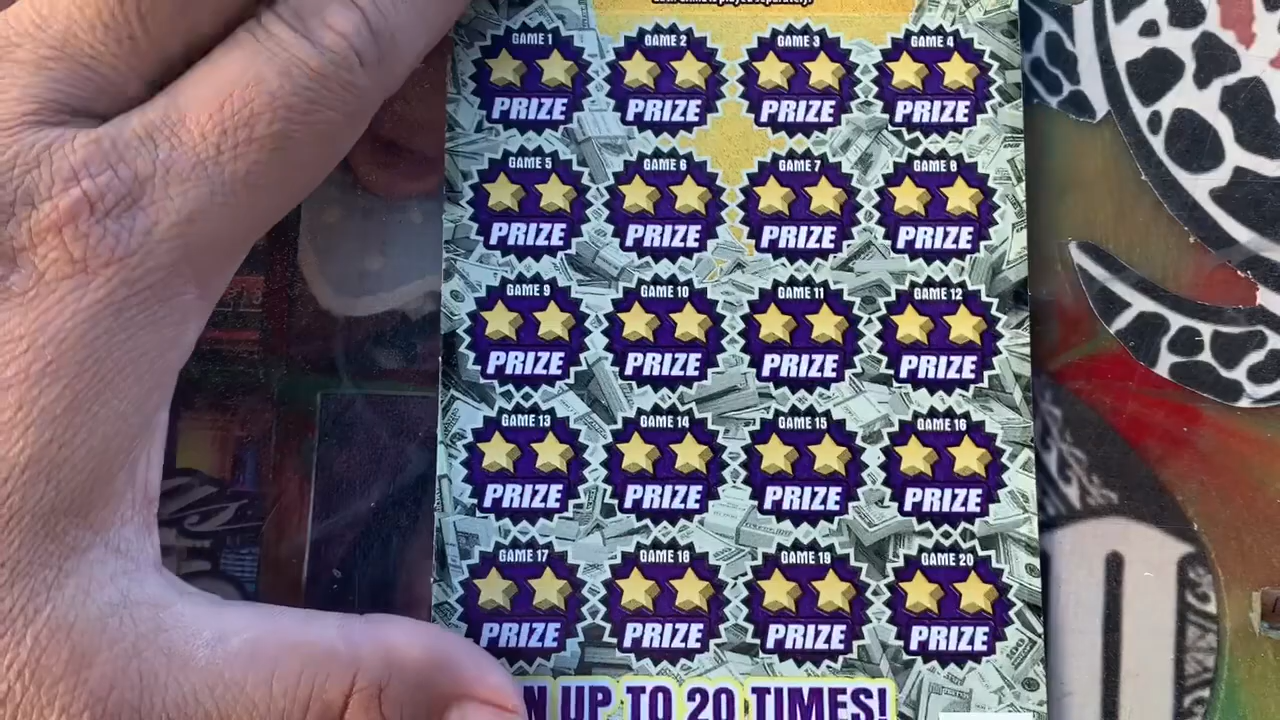 GAME 1 GAME 2 GAME 3 GAME 4
PRIZE PRIZE PRIZE PRIZE
GAME 5 GAME 6 GAME 7 GAME 8
PRIZE PRIZE PRIZE PRIZE
GAME 9 GAME 10 GAME 11 GAME 12
PRIZE PRIZE PRIZE PRIZE
GAME 13 GAME 14 GAME 15 GAME 16
PRIZE PRIZE PRIZE PRIZE
GAME 17 GAME 18 GAME 19 GAME 20
PRIZE PRIZE PRIZE PRIZE
UP TO 20 TIMES!